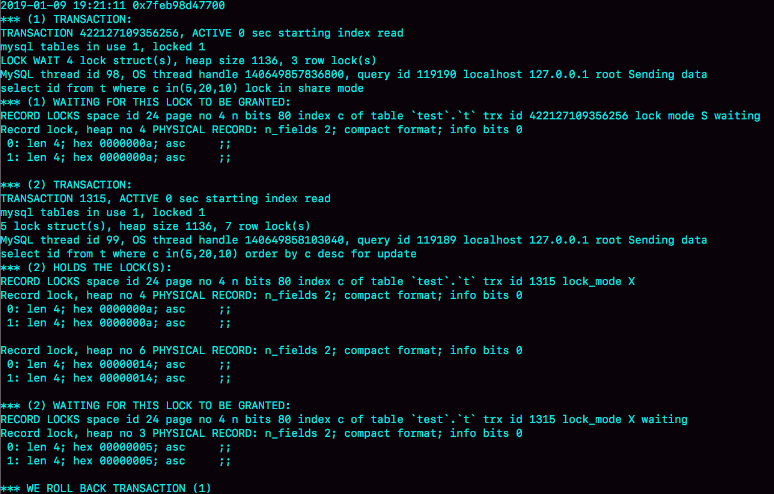 2019-01-09 19:21:11 0x7feb98d47700
*** (1) TRANSACTION:
TRANSACTION 422127109356256, ACTIVE 0 sec starting index read
mysql tables in use 1, locked 1
LOCK WAIT 4 lock struct(s), heap size 1136, 3 row lock(s)
MySQL thread id 98, OS thread handle 140649857836800, query id 119190 localhost 127.0.0.1 root Sending data
select id from t where c in(5,20,10) lock in share mode
*** (1) WAITING FOR THIS LOCK TO BE GRANTED:
RECORD LOCKS space id 24 page no 4 n bits 80 index c of table `test`.`t` trx id 422127109356256 lock mode S waiting
Record lock, heap no 4 PHYSICAL RECORD: n_fields 2; compact format; info bits 0
0: len 4; hex 0000000a; asc ;;
1: len 4; hex 0000000a; asc ;;
*** (2) TRANSACTION:
TRANSACTION 1315, ACTIVE 0 sec starting index read
mysql tables in use 1, locked 1
5 lock struct(s), heap size 1136, 7 row lock(s)
MySQL thread id 99, OS thread handle 140649858103040, query id 119189 localhost 127.0.0.1 root Sending data
select id from t where c in(5,20,10) order by c desc for update
*** (2) HOLDS THE LOCK(S):
RECORD LOCKS space id 24 page no 4 n bits 80 index c of table `test`.`t` trx id 1315 lock_mode X
Record lock, heap no 4 PHYSICAL RECORD: n_fields 2; compact format; info bits 0
0: len 4; hex 0000000a; asc ;;
1: len 4; hex 0000000a; asc ;;
Record lock, heap no 6 PHYSICAL RECORD: n_fields 2; compact format; info bits 0
0: len 4; hex 00000014; asc ;;
1: len 4; hex 00000014; asc ;;
*** (2) WAITING FOR THIS LOCK TO BE GRANTED:
RECORD LOCKS space id 24 page no 4 n bits 80 index c of table `test`.`t` trx id 1315 lock_mode X waiting
Record lock, heap no 3 PHYSICAL RECORD: n_fields 2; compact format; info bits 0
0: len 4; hex 00000005; asc ;;
1: len 4; hex 00000005; asc ;;
*** WE ROLL BACK TRANSACTION (1)